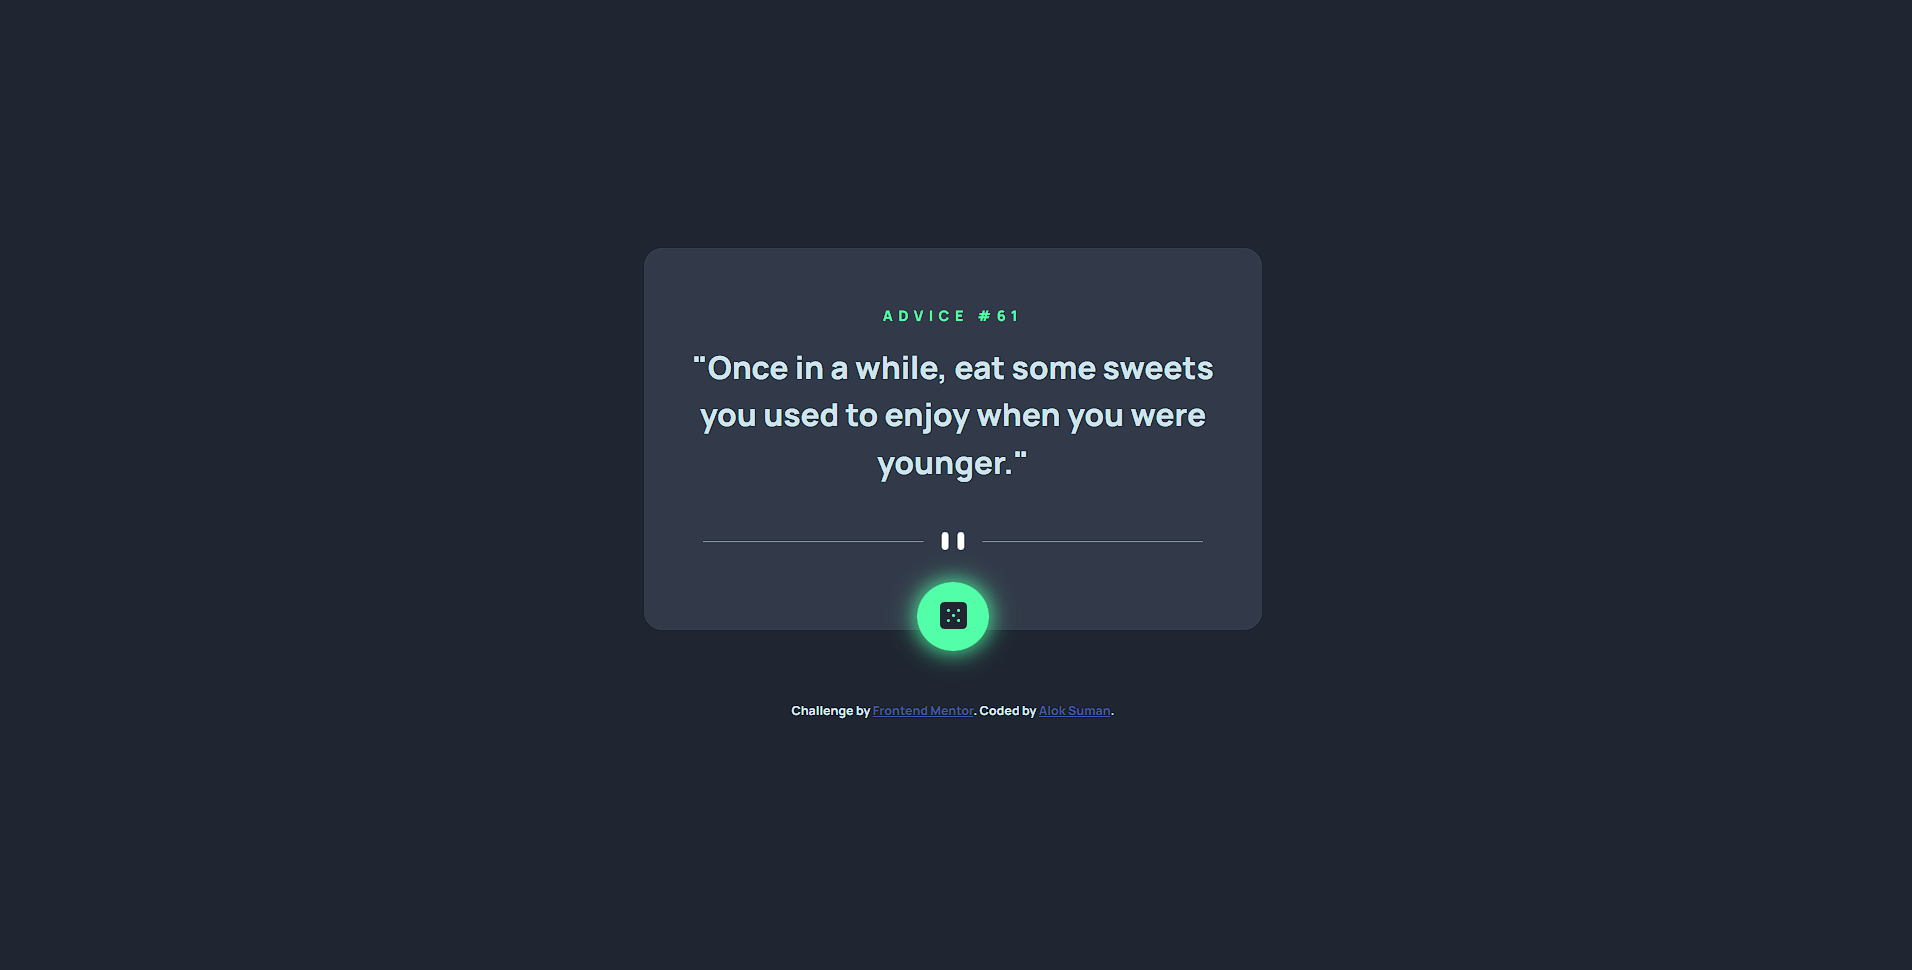 ADVICE #61
"Once in a while, eat some sweets
you used to enjoy when you were
younger."
Challenge by Frontend Mentor. Coded by Alok Suman.